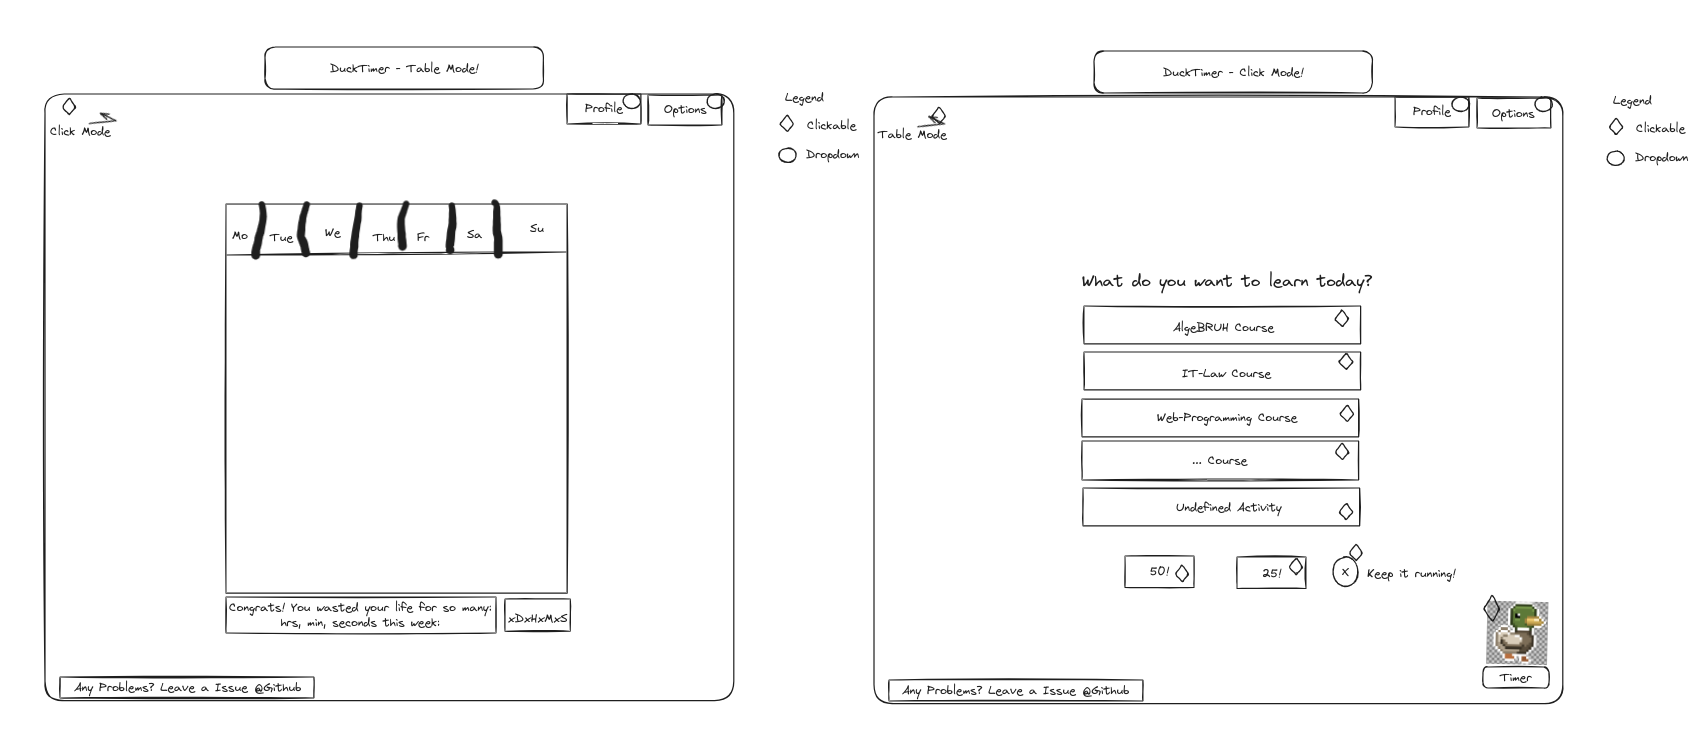 DuckTimer - Table Mode!
Click Mode
Profile
Options
Legend
Clickable
Dropdown
Mo
Tue
We
Thu
Fr
Sa
Su
Congrats! You wasted your life for so many:
hrs, min, seconds this week:
xDxHxMxS
Any Problems? Leave a Issue @Github
DuckTimer - Click Mode!
Table Mode
Profile
Options
Legend
Clickable
Dropdown
What do you want to learn today?
AlgeBRUH Course
IT-Law Course
Web-Programming Course
... Course
Undefined Activity
50!
25!
x
Keep it running!
Timer
Any Problems? Leave a Issue @Github